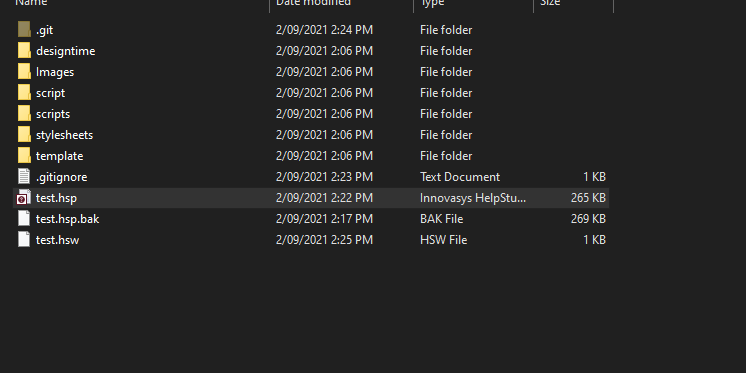 Name Date modified Type Size
.git 2/09/2021 2:24 PM File folder
designtime 2/09/2021 2:06 PM File folder
Images 2/09/2021 2:06 PM File folder
script 2/09/2021 2:06 PM File folder
scripts 2/09/2021 2:06 PM File folder
stylesheets 2/09/2021 2:06 PM File folder
template 2/09/2021 2:06 PM File folder
.gitignore 2/09/2021 2:23 PM Text Document 1 KB
test.hsp 2/09/2021 2:22 PM Innovasys HelpStu... 265 KB
test.hsp.bak 2/09/2021 2:17 PM BAK File 269 KB
test.hsw 2/09/2021 2:25 PM HSW File 1 KB